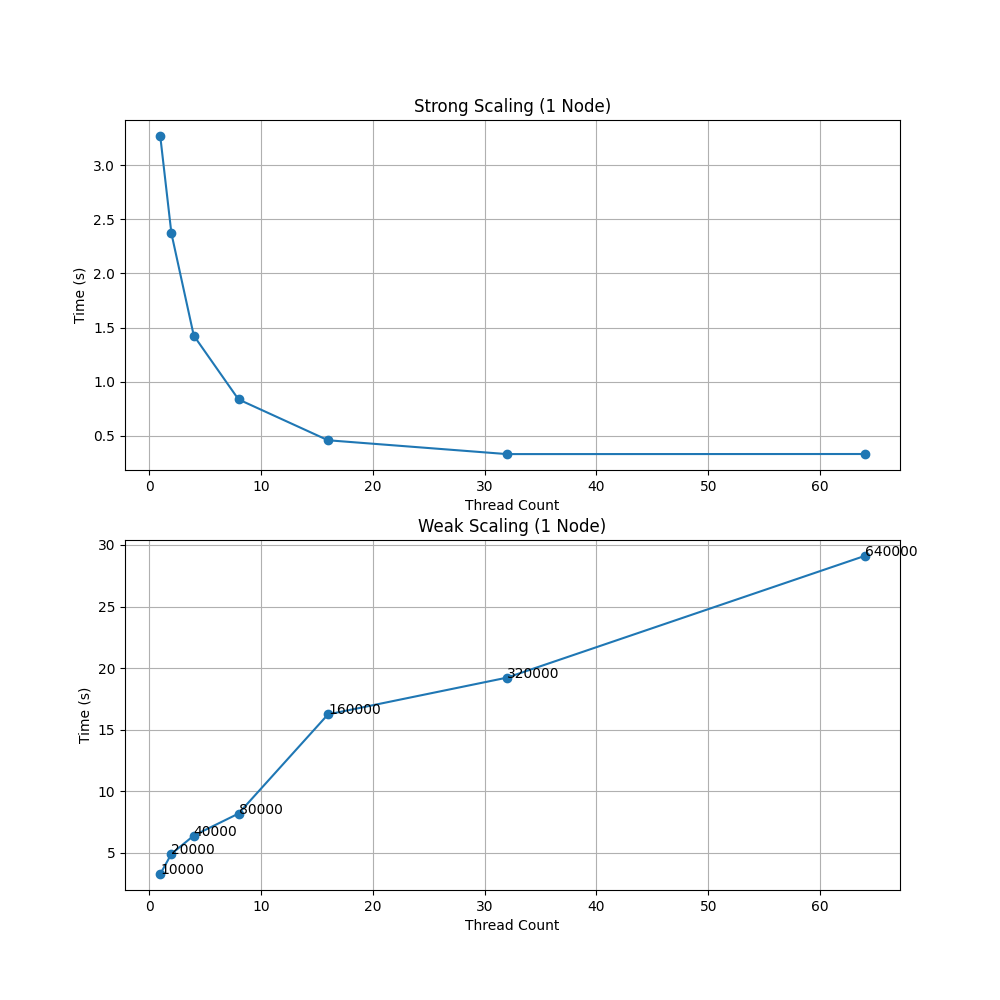 Strong Scaling (1 Node)
3.0
2.5
2.0
1.5
1.0
0.5
Time (s)
0 10 20 30 40 50 60
Thread Count
Weak Scaling (1 Node)
30
25
20
15
10
5
Time (s)
640000
320000
160000
80000
40000
20000
10000
0 10 20 30 40 50 60
Thread Count